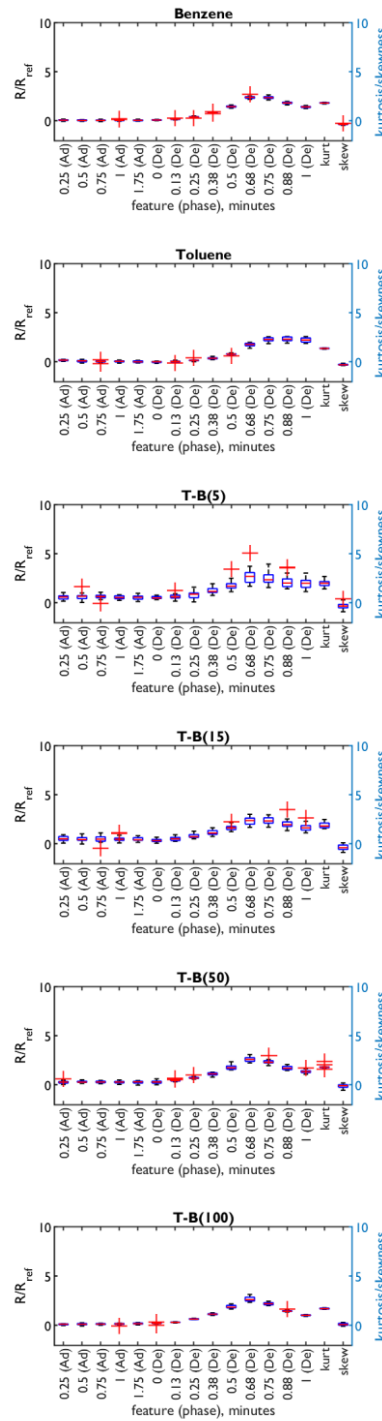 Benzene
10
5
0
R/R_ref
10
5
0
kurtosis/skewness
0.25 (Ad)
0.5 (Ad)
0.75 (Ad)
1 (Ad)
1.75 (Ad)
0 (De)
0.13 (De)
0.25 (De)
0.38 (De)
0.5 (De)
0.68 (De)
0.75 (De)
0.88 (De)
1 (De)
kurt
skew
feature (phase), minutes
Toluene
10
5
0
R/R_ref
10
5
0
kurtosis/skewness
0.25 (Ad)
0.5 (Ad)
0.75 (Ad)
1 (Ad)
1.75 (Ad)
0 (De)
0.13 (De)
0.25 (De)
0.38 (De)
0.5 (De)
0.68 (De)
0.75 (De)
0.88 (De)
1 (De)
kurt
skew
feature (phase), minutes
T-B(5)
10
5
0
R/R_ref
10
5
0
kurtosis/skewness
0.25 (Ad)
0.5 (Ad)
0.75 (Ad)
1 (Ad)
1.75 (Ad)
0 (De)
0.13 (De)
0.25 (De)
0.38 (De)
0.5 (De)
0.68 (De)
0.75 (De)
0.88 (De)
1 (De)
kurt
skew
feature (phase), minutes
T-B(15)
10
5
0
R/R_ref
10
5
0
kurtosis/skewness
0.25 (Ad)
0.5 (Ad)
0.75 (Ad)
1 (Ad)
1.75 (Ad)
0 (De)
0.13 (De)
0.25 (De)
0.38 (De)
0.5 (De)
0.68 (De)
0.75 (De)
0.88 (De)
1 (De)
kurt
skew
feature (phase), minutes
T-B(50)
10
5
0
R/R_ref
10
5
0
kurtosis/skewness
0.25 (Ad)
0.5 (Ad)
0.75 (Ad)
1 (Ad)
1.75 (Ad)
0 (De)
0.13 (De)
0.25 (De)
0.38 (De)
0.5 (De)
0.68 (De)
0.75 (De)
0.88 (De)
1 (De)
kurt
skew
feature (phase), minutes
T-B(100)
10
5
0
R/R_ref
10
5
0
kurtosis/skewness
0.25 (Ad)
0.5 (Ad)
0.75 (Ad)
1 (Ad)
1.75 (Ad)
0 (De)
0.13 (De)
0.25 (De)
0.38 (De)
0.5 (De)
0.68 (De)
0.75 (De)
0.88 (De)
1 (De)
kurt
skew
feature (phase), minutes